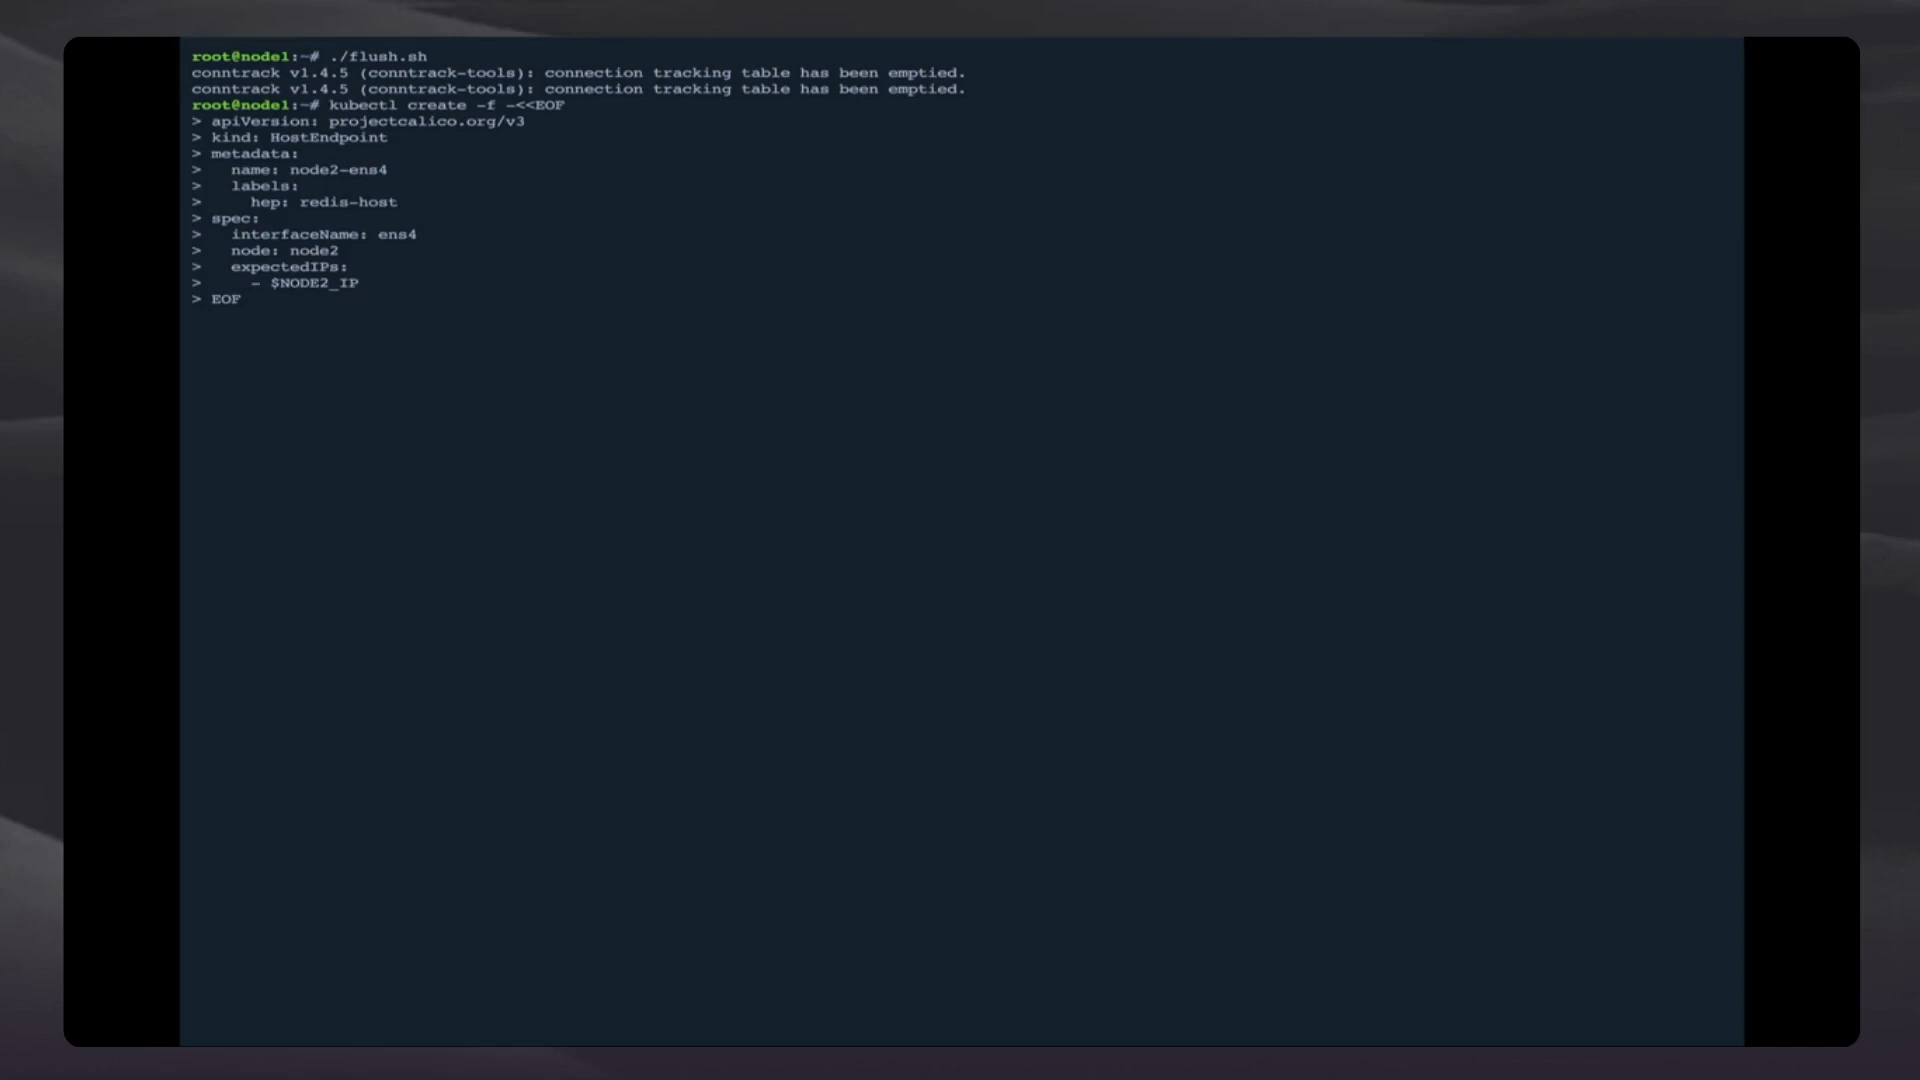 root@node1:~# ./flush.sh
conntrack v1.4.5 (conntrack-tools): connection tracking table has been emptied.
conntrack v1.4.5 (conntrack-tools): connection tracking table has been emptied.
root@node1:~# kubectl create -f -<<EOF
> apiVersion: projectcalico.org/v3
> kind: HostEndpoint
> metadata:
>   name: node2-ens4
>   labels:
>     hep: redis-host
> spec:
>   interfaceName: ens4
>   node: node2
>   expectedIPs:
>     - $NODE2_IP
> EOF